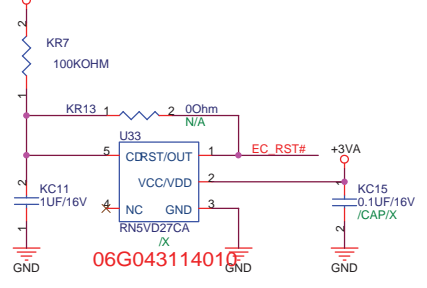 2
KR7
100KOHM
1
KR13 1 2 0Ohm
N/A
U33
5 CD RST/OUT 1 EC_RST# +3VA
VCC/VDD 2
4 NC GND 3
RN5VD27CA
/X
06G043114010
2
KC11
1UF/16V
1
GND
GND
1
KC15
0.1UF/16V
/CAP/X
2
GND